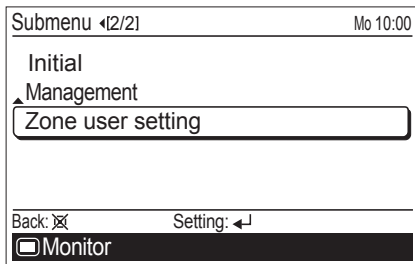 Submenu ◂[2/2] Mo 10:00
Initial
Management
Zone user setting
Back: Setting:
Monitor